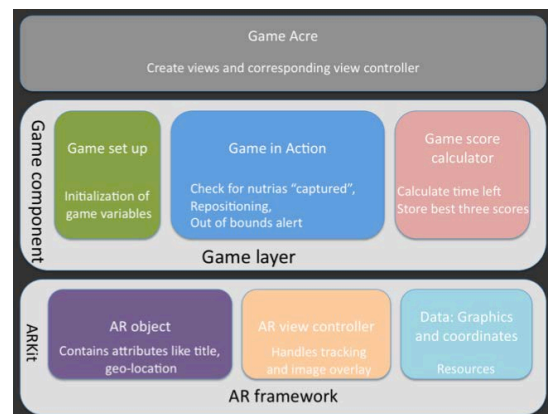 Game Acre
Create views and corresponding view controller
Game component
Game set up
Initialization of
game variables
Game in Action
Check for nutrias “captured”,
Repositioning,
Out of bounds alert
Game score
calculator
Calculate time left
Store best three scores
Game layer
ARKit
AR object
Contains attributes like title,
geo-location
AR view controller
Handles tracking
and image overlay
Data: Graphics
and coordinates
Resources
AR framework